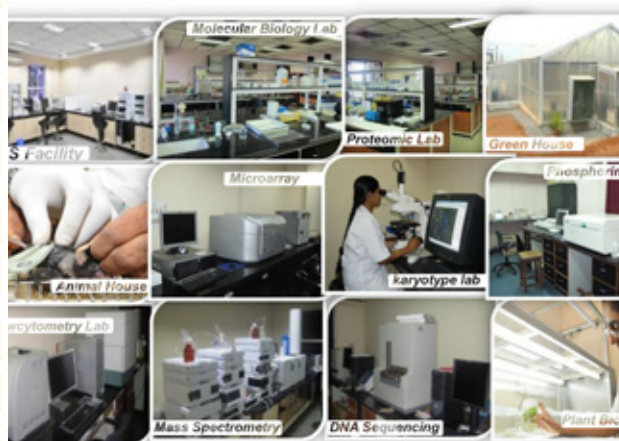 S Facility
Molecular Biology Lab
Proteomic Lab
Green House
Animal House
Microarray
karyotype lab
Phosphorim
wcytometry Lab
Mass Spectrometry
DNA Sequencing
Plant Bio